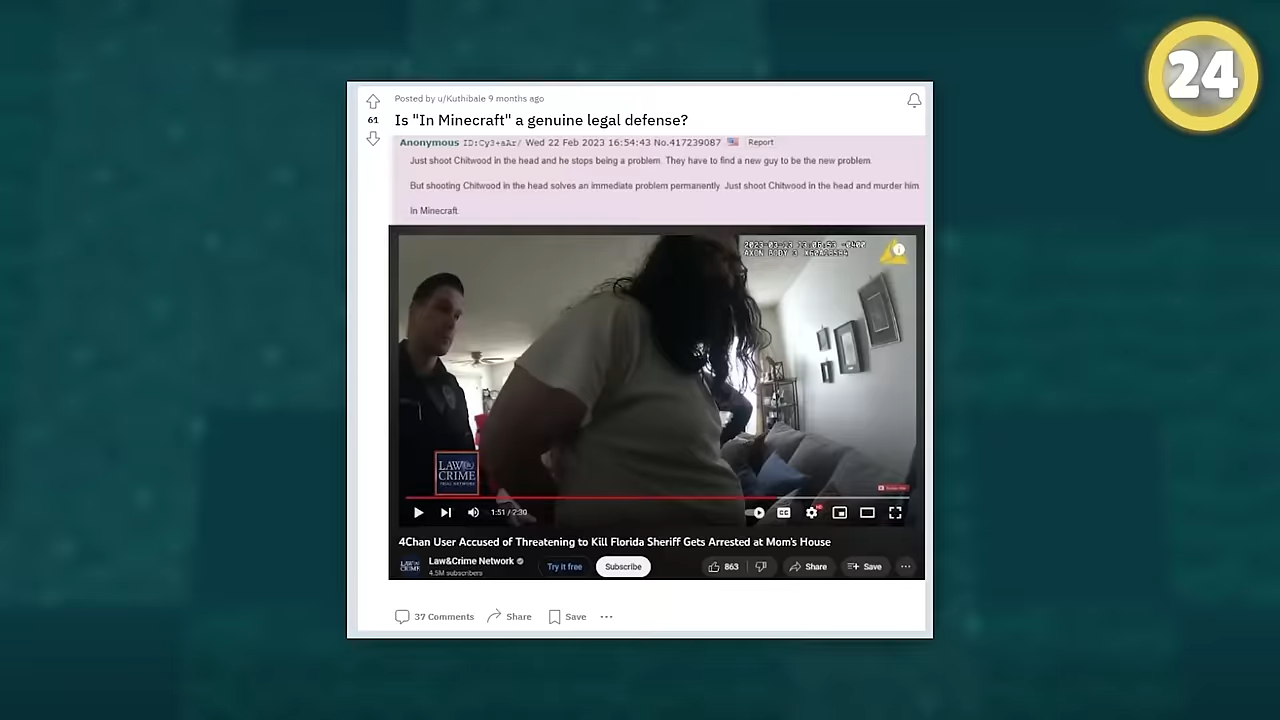 24
Posted by u/Kuthibale 9 months ago
61
Is "In Minecraft" a genuine legal defense?
Anonymous ID:Cy3+aAr/ Wed 22 Feb 2023 16:54:43 No.417239087 Report
Just shoot Chitwood in the head and he stops being a problem. They have to find a new guy to be the new problem.
But shooting Chitwood in the head solves an immediate problem permanently. Just shoot Chitwood in the head and murder him
In Minecraft
LAW&
CRIME
1:51 / 2:30
CC
4Chan User Accused of Threatening to Kill Florida Sheriff Gets Arrested at Mom's House
Law&Crime Network
4.5M subscribers
Try it free
Subscribe
863
Share
Save
37 Comments
Share
Save